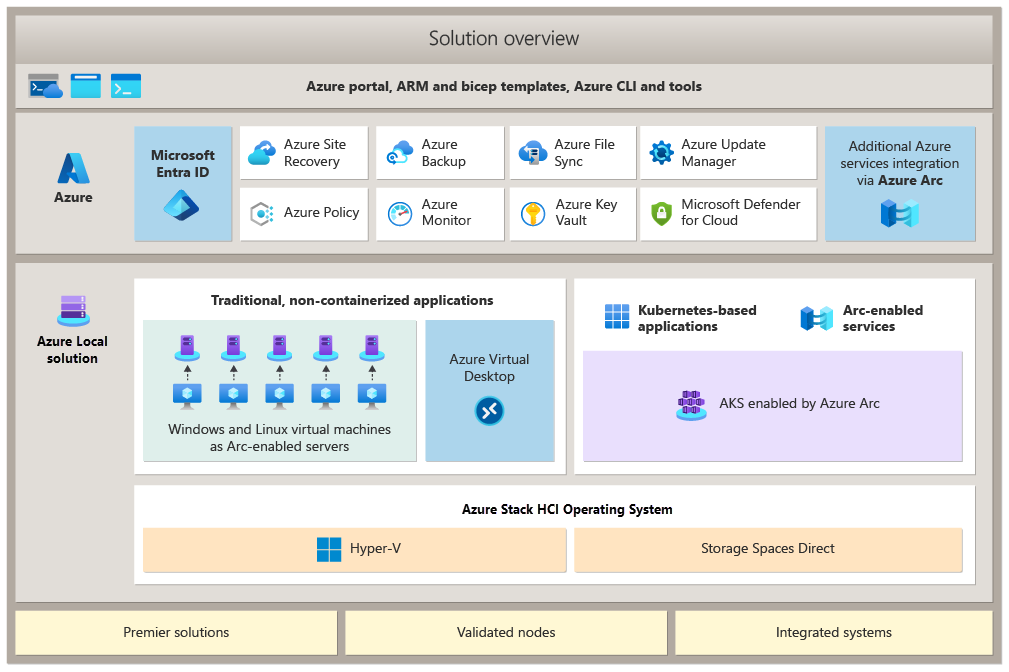 Solution overview
Azure portal, ARM and bicep templates, Azure CLI and tools
Azure
Microsoft
Entra ID
Azure Site
Recovery
Azure
Backup
Azure File
Sync
Azure Update
Manager
Azure Policy
Azure
Monitor
Azure Key
Vault
Microsoft Defender
for Cloud
Additional Azure
services integration
via Azure Arc
Azure Local
solution
Traditional, non-containerized applications
Windows and Linux virtual machines
as Arc-enabled servers
Azure Virtual
Desktop
Kubernetes-based
applications
Arc-enabled
services
AKS enabled by Azure Arc
Azure Stack HCI Operating System
Hyper-V
Storage Spaces Direct
Premier solutions
Validated nodes
Integrated systems